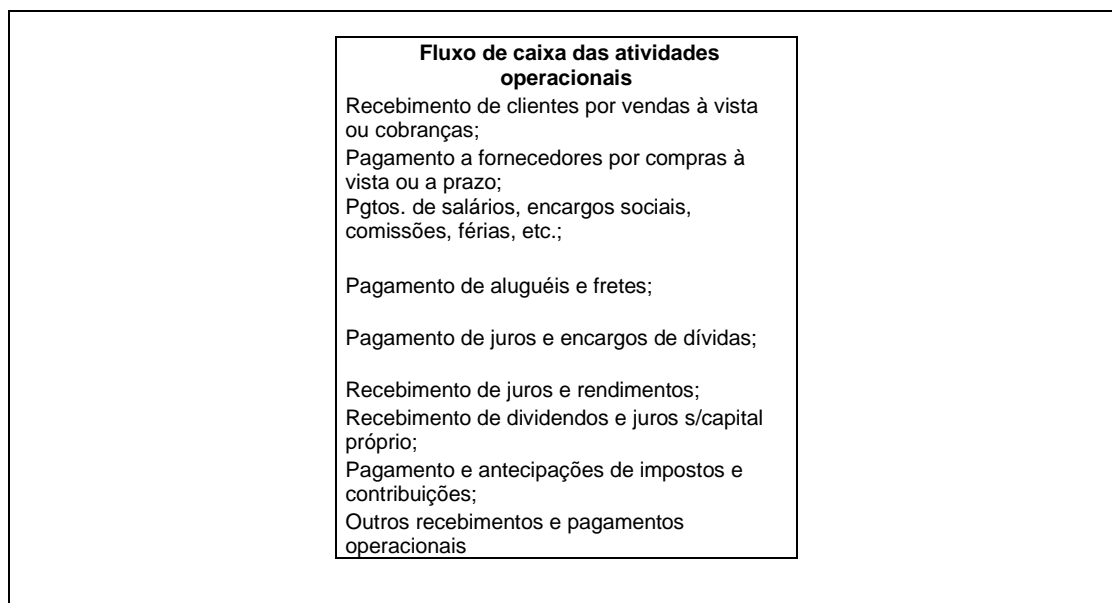 Fluxo de caixa das atividades
operacionais
Recebimento de clientes por vendas à vista
ou cobranças;
Pagamento a fornecedores por compras à
vista ou a prazo;
Pgtos. de salários, encargos sociais,
comissões, férias, etc.;
Pagamento de aluguéis e fretes;
Pagamento de juros e encargos de dívidas;
Recebimento de juros e rendimentos;
Recebimento de dividendos e juros s/capital
próprio;
Pagamento e antecipações de impostos e
contribuições;
Outros recebimentos e pagamentos
operacionais